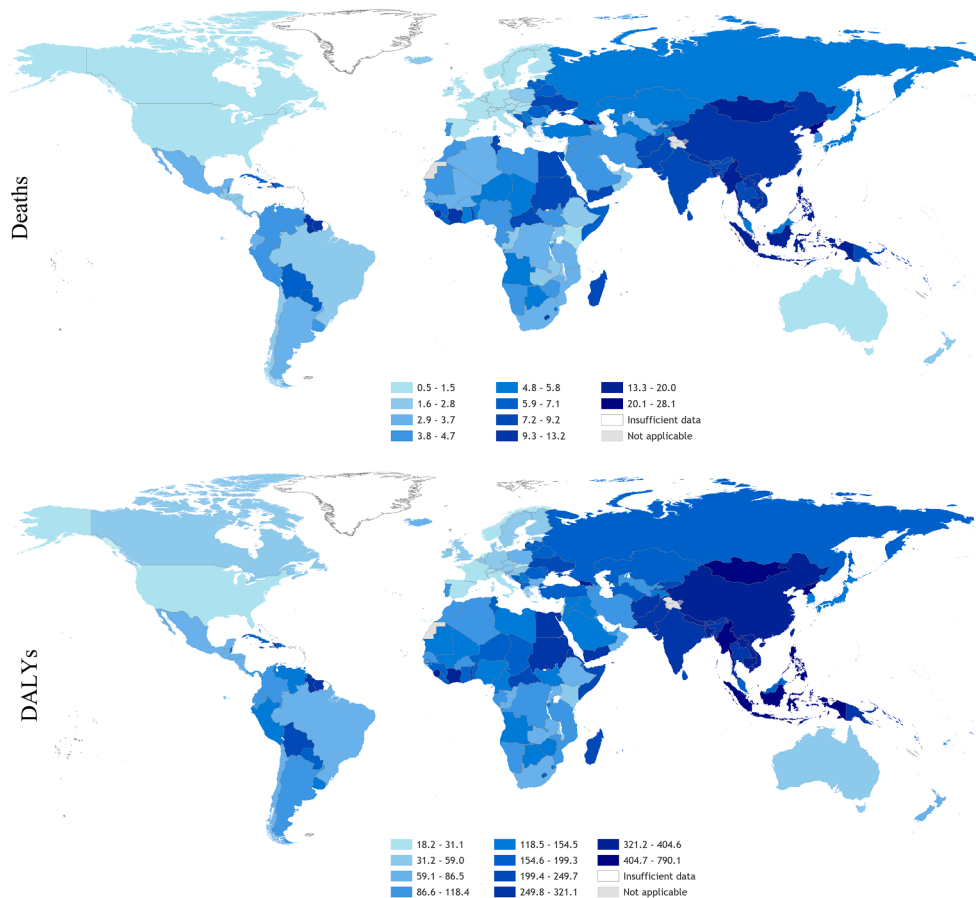 Deaths
0.5 - 1.5
1.6 - 2.8
2.9 - 3.7
3.8 - 4.7
4.8 - 5.8
5.9 - 7.1
7.2 - 9.2
9.3 - 13.2
13.3 - 20.0
20.1 - 28.1
Insufficient data
Not applicable
DALYs
18.2 - 31.1
31.2 - 59.0
59.1 - 86.5
86.6 - 118.4
118.5 - 154.5
154.6 - 199.3
199.4 - 249.7
249.8 - 321.1
321.2 - 404.6
404.7 - 790.1
Insufficient data
Not applicable